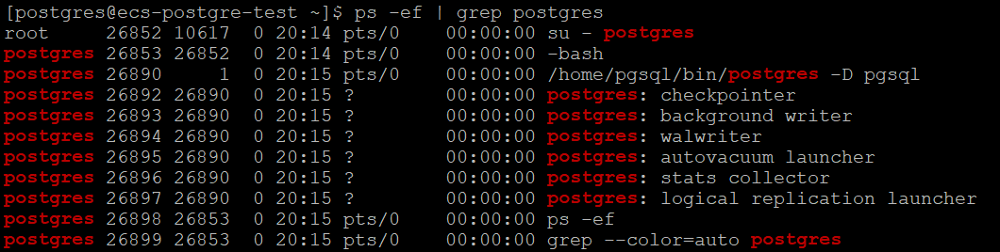 [postgres@ecs-postgre-test ~]$ ps -ef | grep postgres
root     26852 10617  0 20:14 pts/0    00:00:00 su - postgres
postgres 26853 26852  0 20:14 pts/0    00:00:00 -bash
postgres 26890     1  0 20:15 pts/0    00:00:00 /home/pgsql/bin/postgres -D pgsql
postgres 26892 26890  0 20:15 ?        00:00:00 postgres: checkpointer
postgres 26893 26890  0 20:15 ?        00:00:00 postgres: background writer
postgres 26894 26890  0 20:15 ?        00:00:00 postgres: walwriter
postgres 26895 26890  0 20:15 ?        00:00:00 postgres: autovacuum launcher
postgres 26896 26890  0 20:15 ?        00:00:00 postgres: stats collector
postgres 26897 26890  0 20:15 ?        00:00:00 postgres: logical replication launcher
postgres 26898 26853  0 20:15 pts/0    00:00:00 ps -ef
postgres 26899 26853  0 20:15 pts/0    00:00:00 grep --color=auto postgres